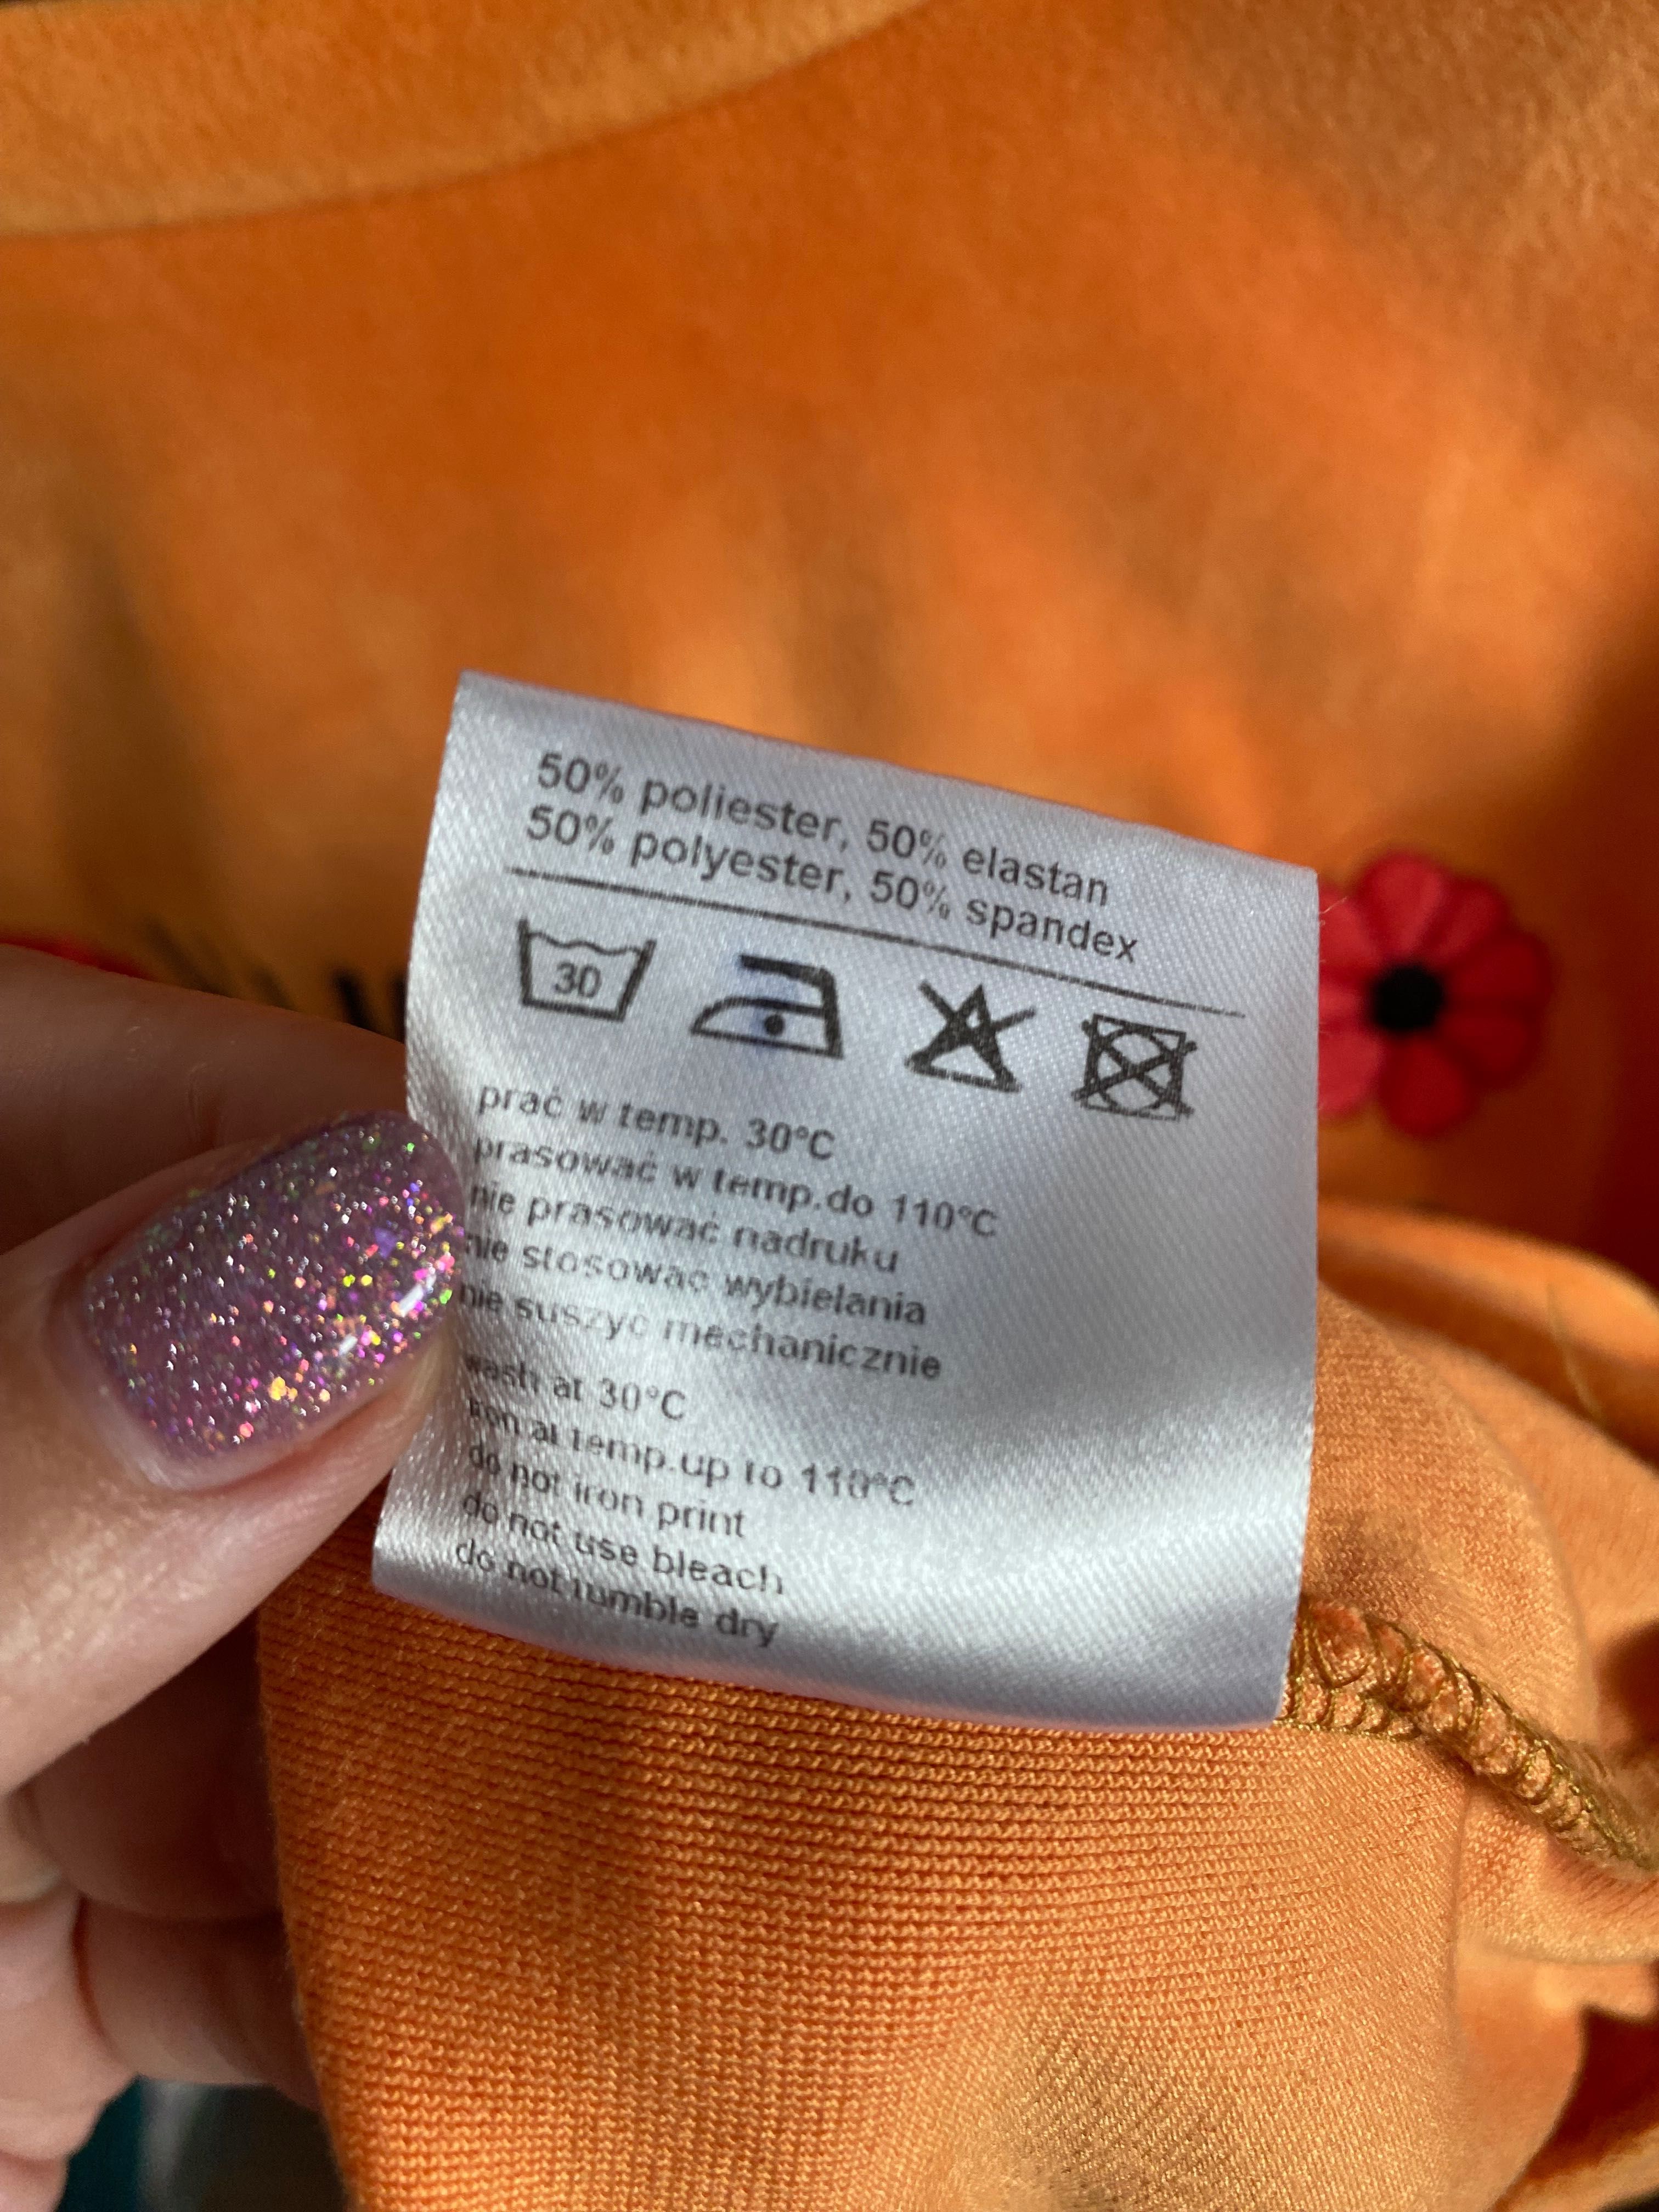 50% poliester, 50% elastan
50% polyester, 50% spandex
30
prać w temp. 30°C
prasować w temp.do 110°C
nie prasować nadruku
nie stosować wybielania
nie suszyć mechanicznie
wash at 30°C
iron at temp.up to 110°C
do not iron print
do not use bleach
do not tumble dry